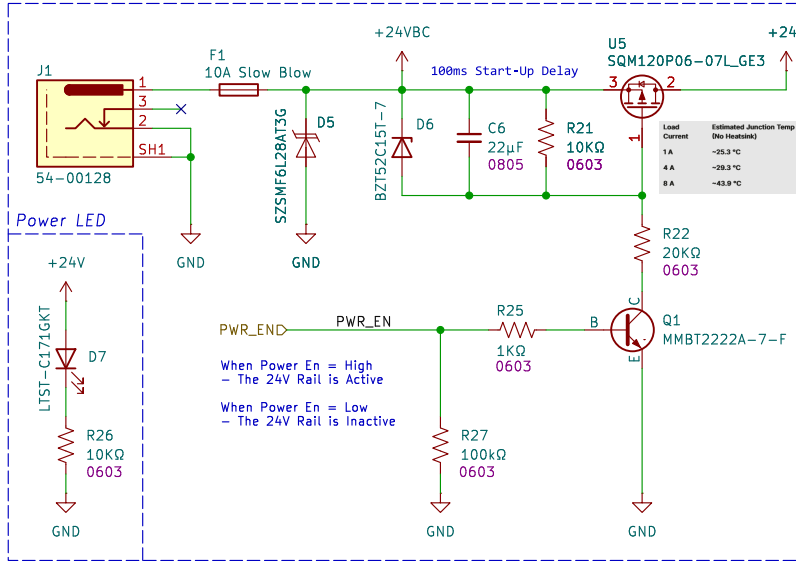 +24VBC
+24
J1
F1
10A Slow Blow
100ms Start-Up Delay
U5
SQM120P06-07L_GE3
1
3
2
SH1
54-00128
3
2
1
D5
SZSMF6L28AT3G
D6
BZT52C15T-7
C6
22µF
0805
R21
10KΩ
0603
Load Current
Estimated Junction Temp (No Heatsink)
1 A
~25.3 °C
4 A
~29.3 °C
8 A
~43.9 °C
GND
GND
Power LED
+24V
LTST-C171GKT
D7
R26
10KΩ
0603
GND
PWR_EN
PWR_EN
R25
1KΩ
0603
R22
20KΩ
0603
B
C
E
Q1
MMBT2222A-7-F
When Power En = High
- The 24V Rail is Active
When Power En = Low
- The 24V Rail is Inactive
R27
100kΩ
0603
GND
GND